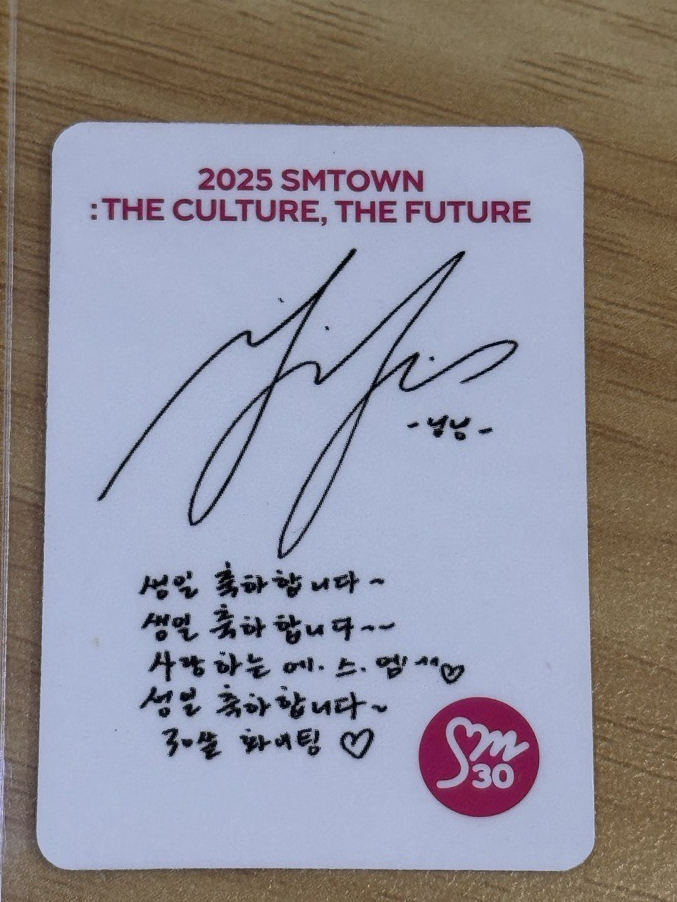 2025 SMTOWN
: THE CULTURE, THE FUTURE
-닝닝-
생일 축하합니다~
생일 축하합니다~~
사랑하는 에.스.엠! ^^♡
생일 축하합니다~
30살 화이팅 ♡
Sm
30